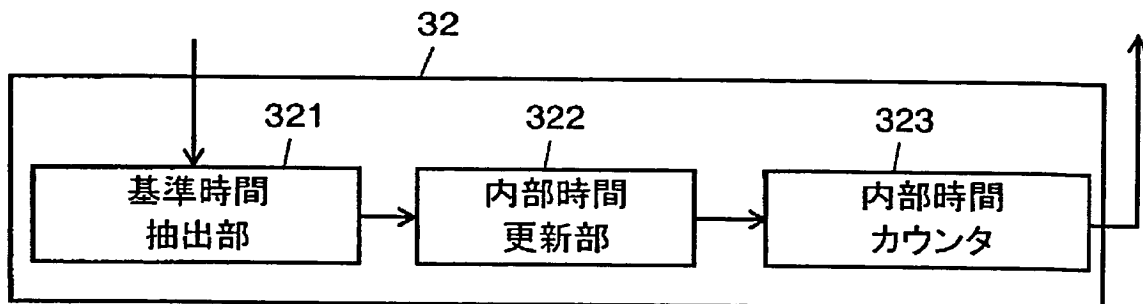 32
321
基準時間
抽出部
322
内部時間
更新部
323
内部時間
カウンタ